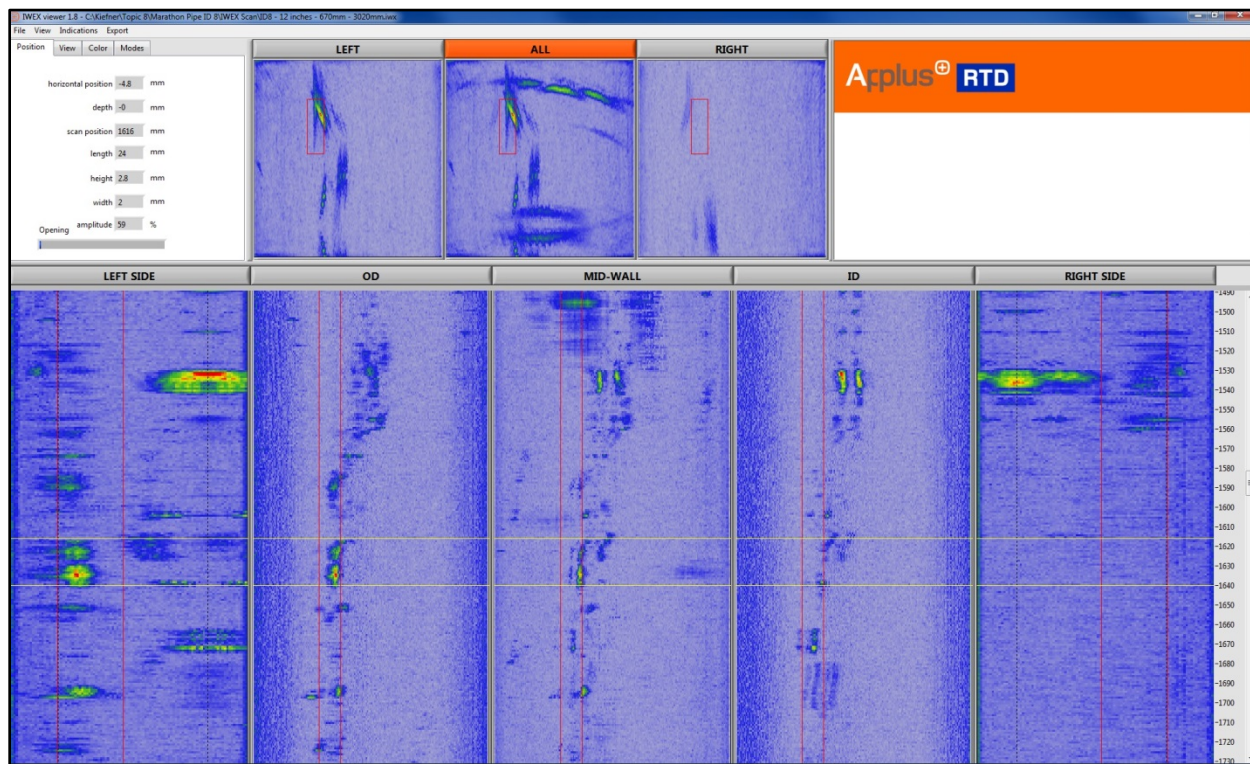 IWEX viewer 1.8 - C:\Kiefner\Topic 8\Marathon Pipe ID 8\IWEX Scan\ID8 - 12 inches - 670mm - 3020mm.iwx
File View Indications Export
Position View Color Modes
horizontal position -4.8 mm
depth -0 mm
scan position 1616 mm
length 24 mm
height 2.8 mm
width 2 mm
amplitude 59 %
Opening
LEFT ALL RIGHT
Applus+ RTD
LEFT SIDE OD MID-WALL ID RIGHT SIDE
-1490
-1500
-1510
-1520
-1530
-1540
-1550
-1560
-1570
-1580
-1590
-1600
-1610
-1620
-1630
-1640
-1650
-1660
-1670
-1680
-1690
-1700
-1710
-1720
-1730